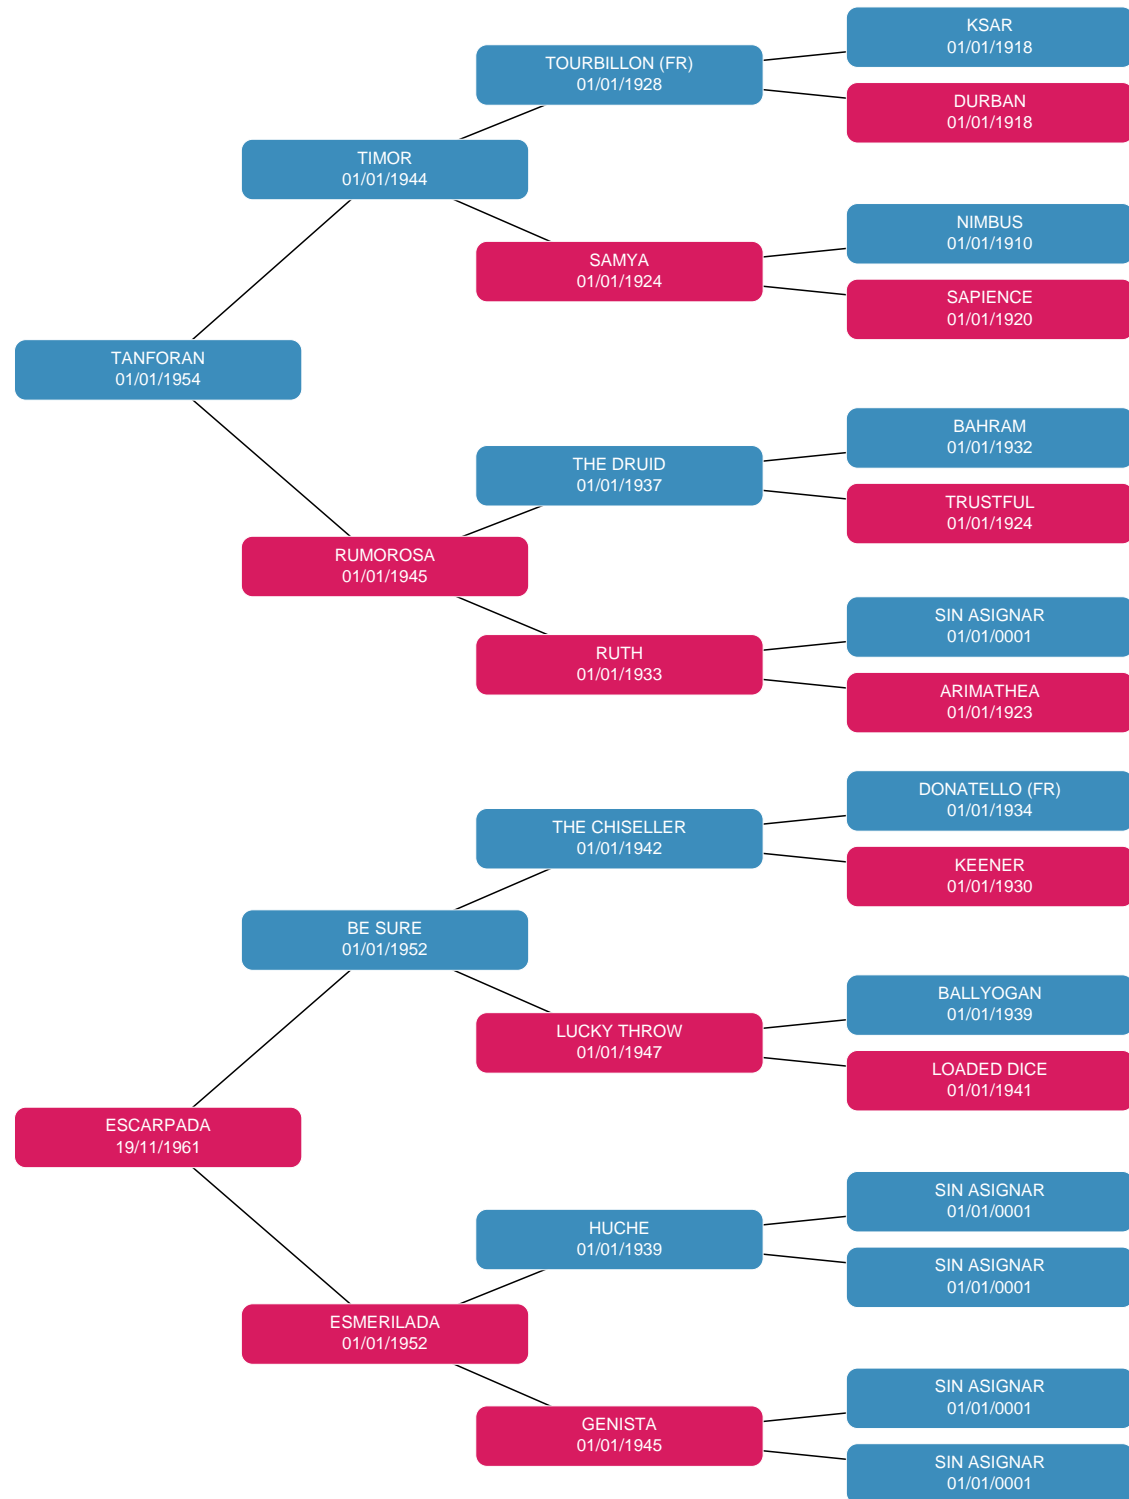 KSAR
01/01/1918
TOURBILLON (FR)
01/01/1928
DURBAN
01/01/1918
TIMOR
01/01/1944
NIMBUS
01/01/1910
SAMYA
01/01/1924
SAPIENCE
01/01/1920
TANFORAN
01/01/1954
BAHRAM
01/01/1932
THE DRUID
01/01/1937
TRUSTFUL
01/01/1924
RUMOROSA
01/01/1945
SIN ASIGNAR
01/01/0001
RUTH
01/01/1933
ARIMATHEA
01/01/1923
DONATELLO (FR)
01/01/1934
THE CHISELLER
01/01/1942
KEENER
01/01/1930
BE SURE
01/01/1952
BALLYOGAN
01/01/1939
LUCKY THROW
01/01/1947
LOADED DICE
01/01/1941
ESCARPADA
19/11/1961
SIN ASIGNAR
01/01/0001
HUCHE
01/01/1939
SIN ASIGNAR
01/01/0001
ESMERILADA
01/01/1952
SIN ASIGNAR
01/01/0001
GENISTA
01/01/1945
SIN ASIGNAR
01/01/0001